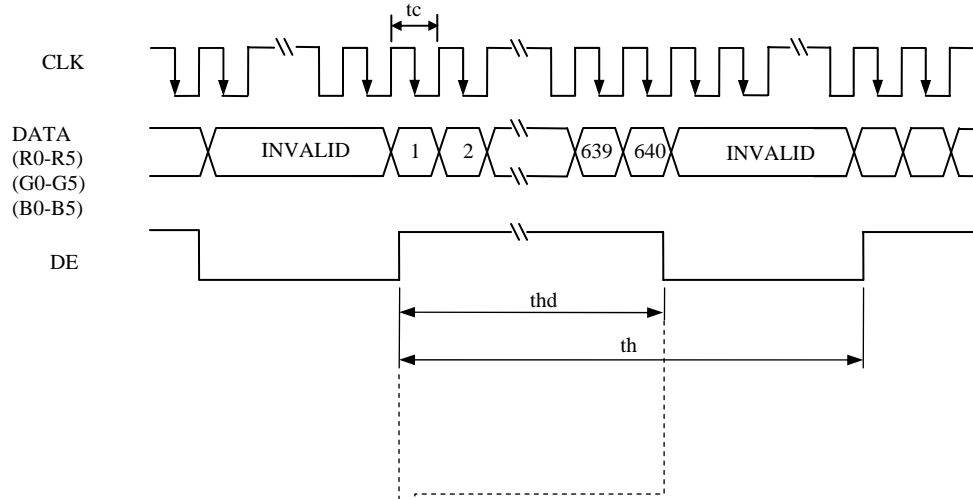 tc
CLK
DATA
(R0-R5)
(G0-G5)
(B0-B5)
INVALID 1 2 639 640 INVALID
DE
thd
th